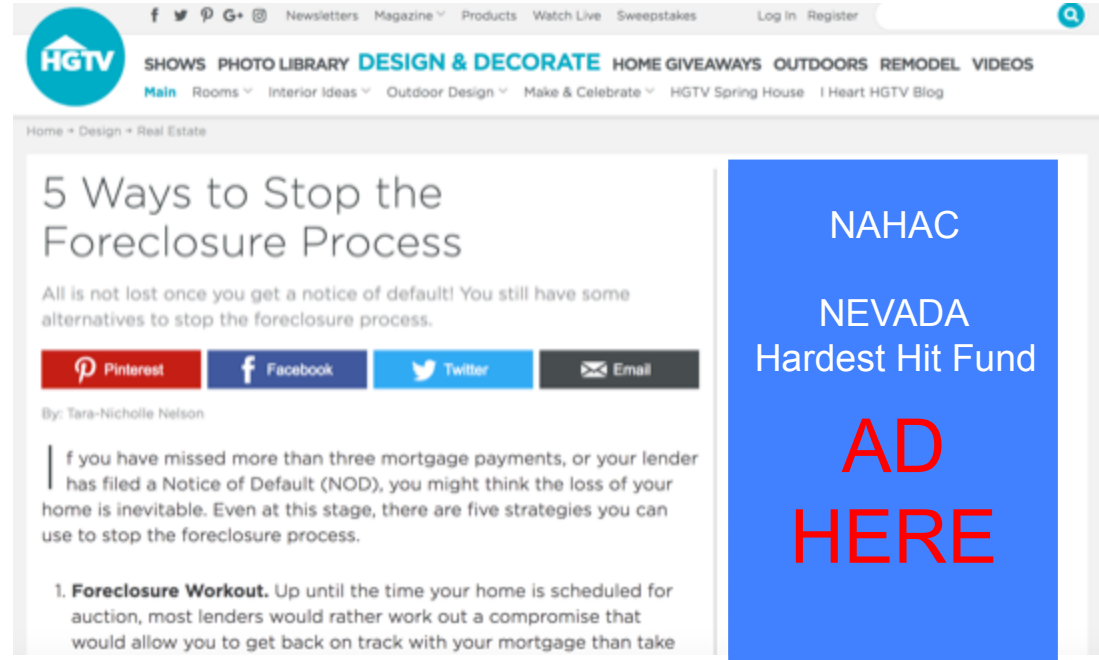 f G+ Newsletters Magazine Products Watch Live Sweepstakes Log In Register
HGTV
SHOWS PHOTO LIBRARY DESIGN & DECORATE HOME GIVEAWAYS OUTDOORS REMODEL VIDEOS
Main Rooms Interior Ideas Outdoor Design Make & Celebrate HGTV Spring House I Heart HGTV Blog
Home Design Real Estate
5 Ways to Stop the
Foreclosure Process
All is not lost once you get a notice of default! You still have some
alternatives to stop the foreclosure process.
Pinterest Facebook Twitter Email
By: Tara-Nicholle Nelson
If you have missed more than three mortgage payments, or your lender
has filed a Notice of Default (NOD), you might think the loss of your
home is inevitable. Even at this stage, there are five strategies you can
use to stop the foreclosure process.
1. Foreclosure Workout. Up until the time your home is scheduled for
auction, most lenders would rather work out a compromise that
would allow you to get back on track with your mortgage than take
NAHAC
NEVADA
Hardest Hit Fund
AD
HERE